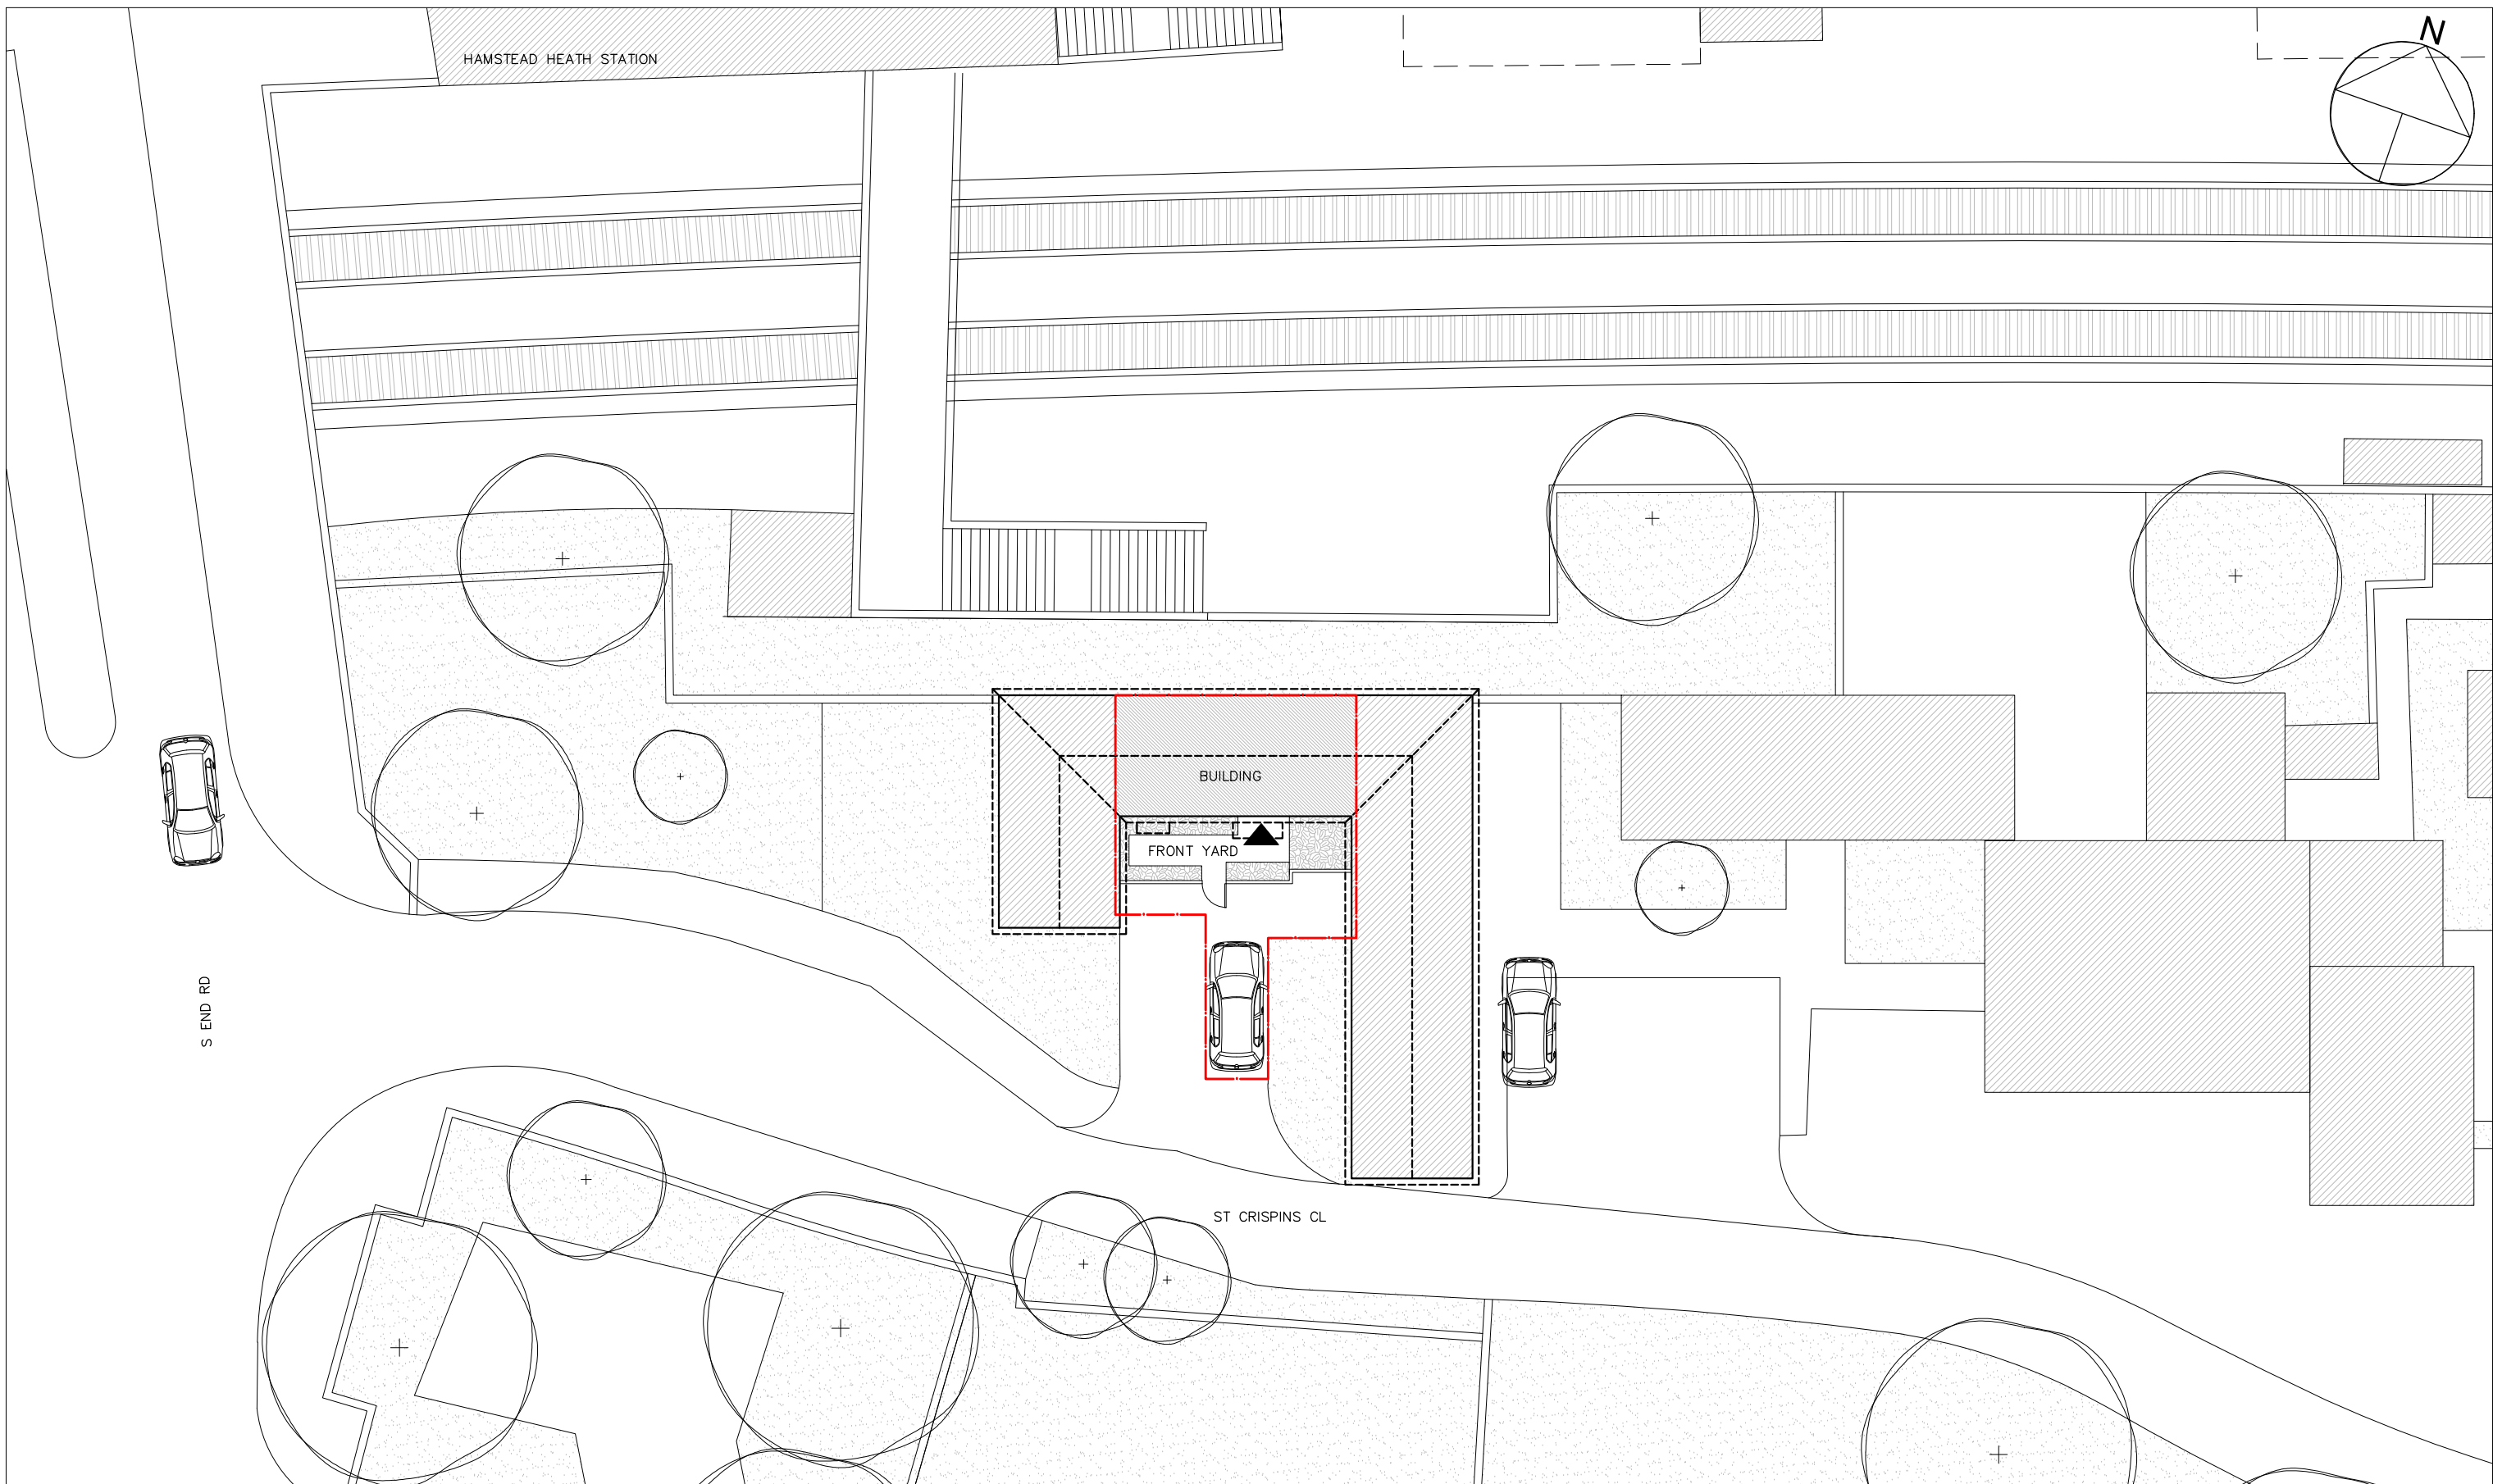 HAMSTEAD HEATH STATION
N
BUILDING
FRONT YARD
S END RD
ST CRISPINS CL